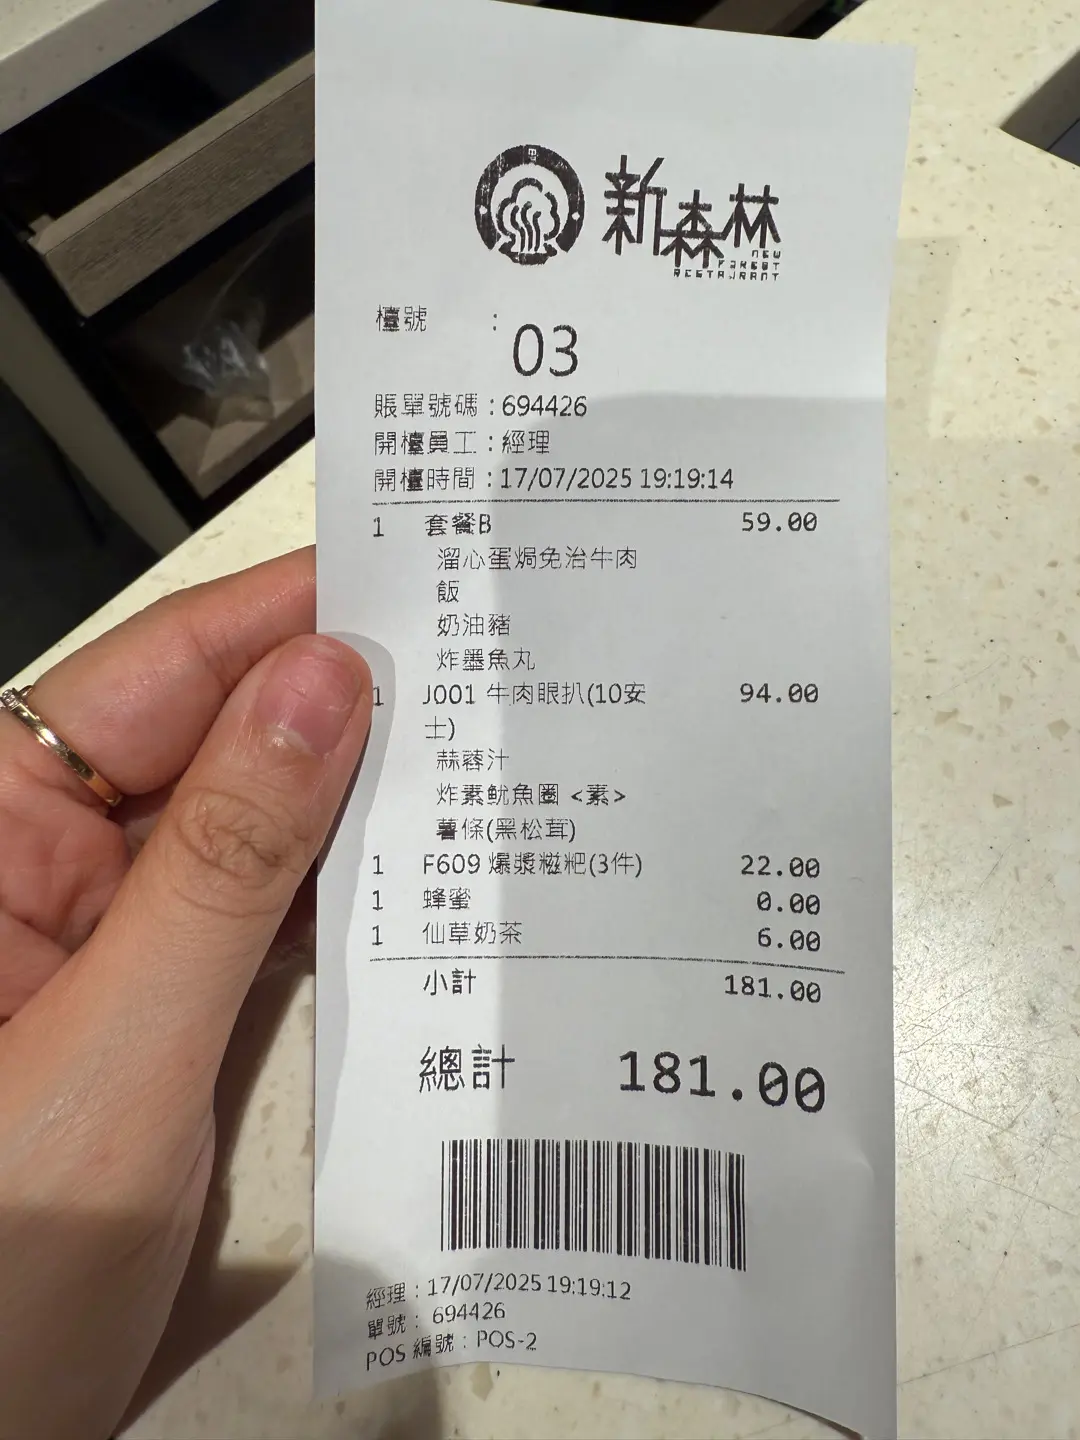 新森林
NEW
FOREST
RESTAURANT
檯號 : 03
賬單號碼 : 694426
開檯員工 : 經理
開檯時間 : 17/07/2025 19:19:14
1 套餐B 59.00
溜心蛋焗免治牛肉
飯
奶油豬
炸墨魚丸
1 J001 牛肉眼扒(10安 94.00
士)
蒜蓉汁
炸素魷魚圈 <素>
薯條(黑松茸)
1 F609 爆漿糍粑(3件) 22.00
1 蜂蜜 0.00
1 仙草奶茶 6.00
小計 181.00
總計 181.00
經理 : 17/07/2025 19:19:12
單號 : 694426
POS 編號 : POS-2